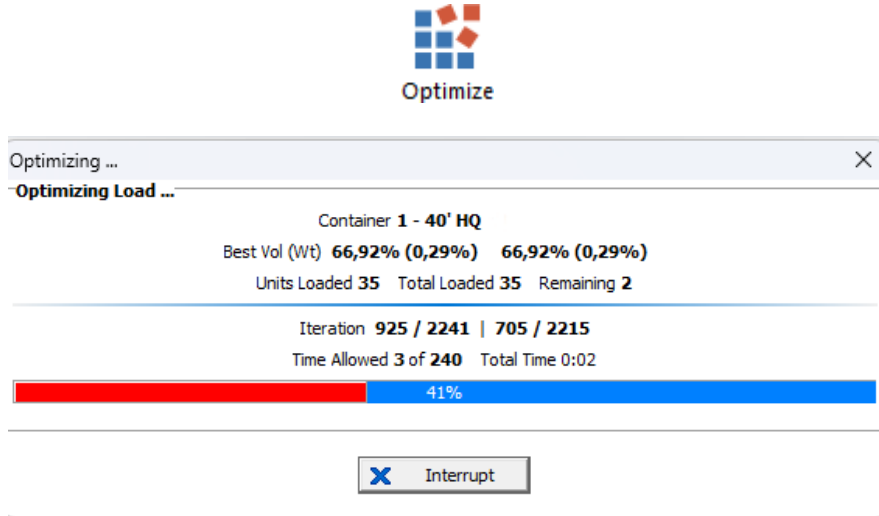 Optimize
Optimizing ...
Optimizing Load ...
Container 1 - 40' HQ
Best Vol (Wt) 66,92% (0,29%) 66,92% (0,29%)
Units Loaded 35 Total Loaded 35 Remaining 2
Iteration 925 / 2241 | 705 / 2215
Time Allowed 3 of 240 Total Time 0:02
41%
Interrupt